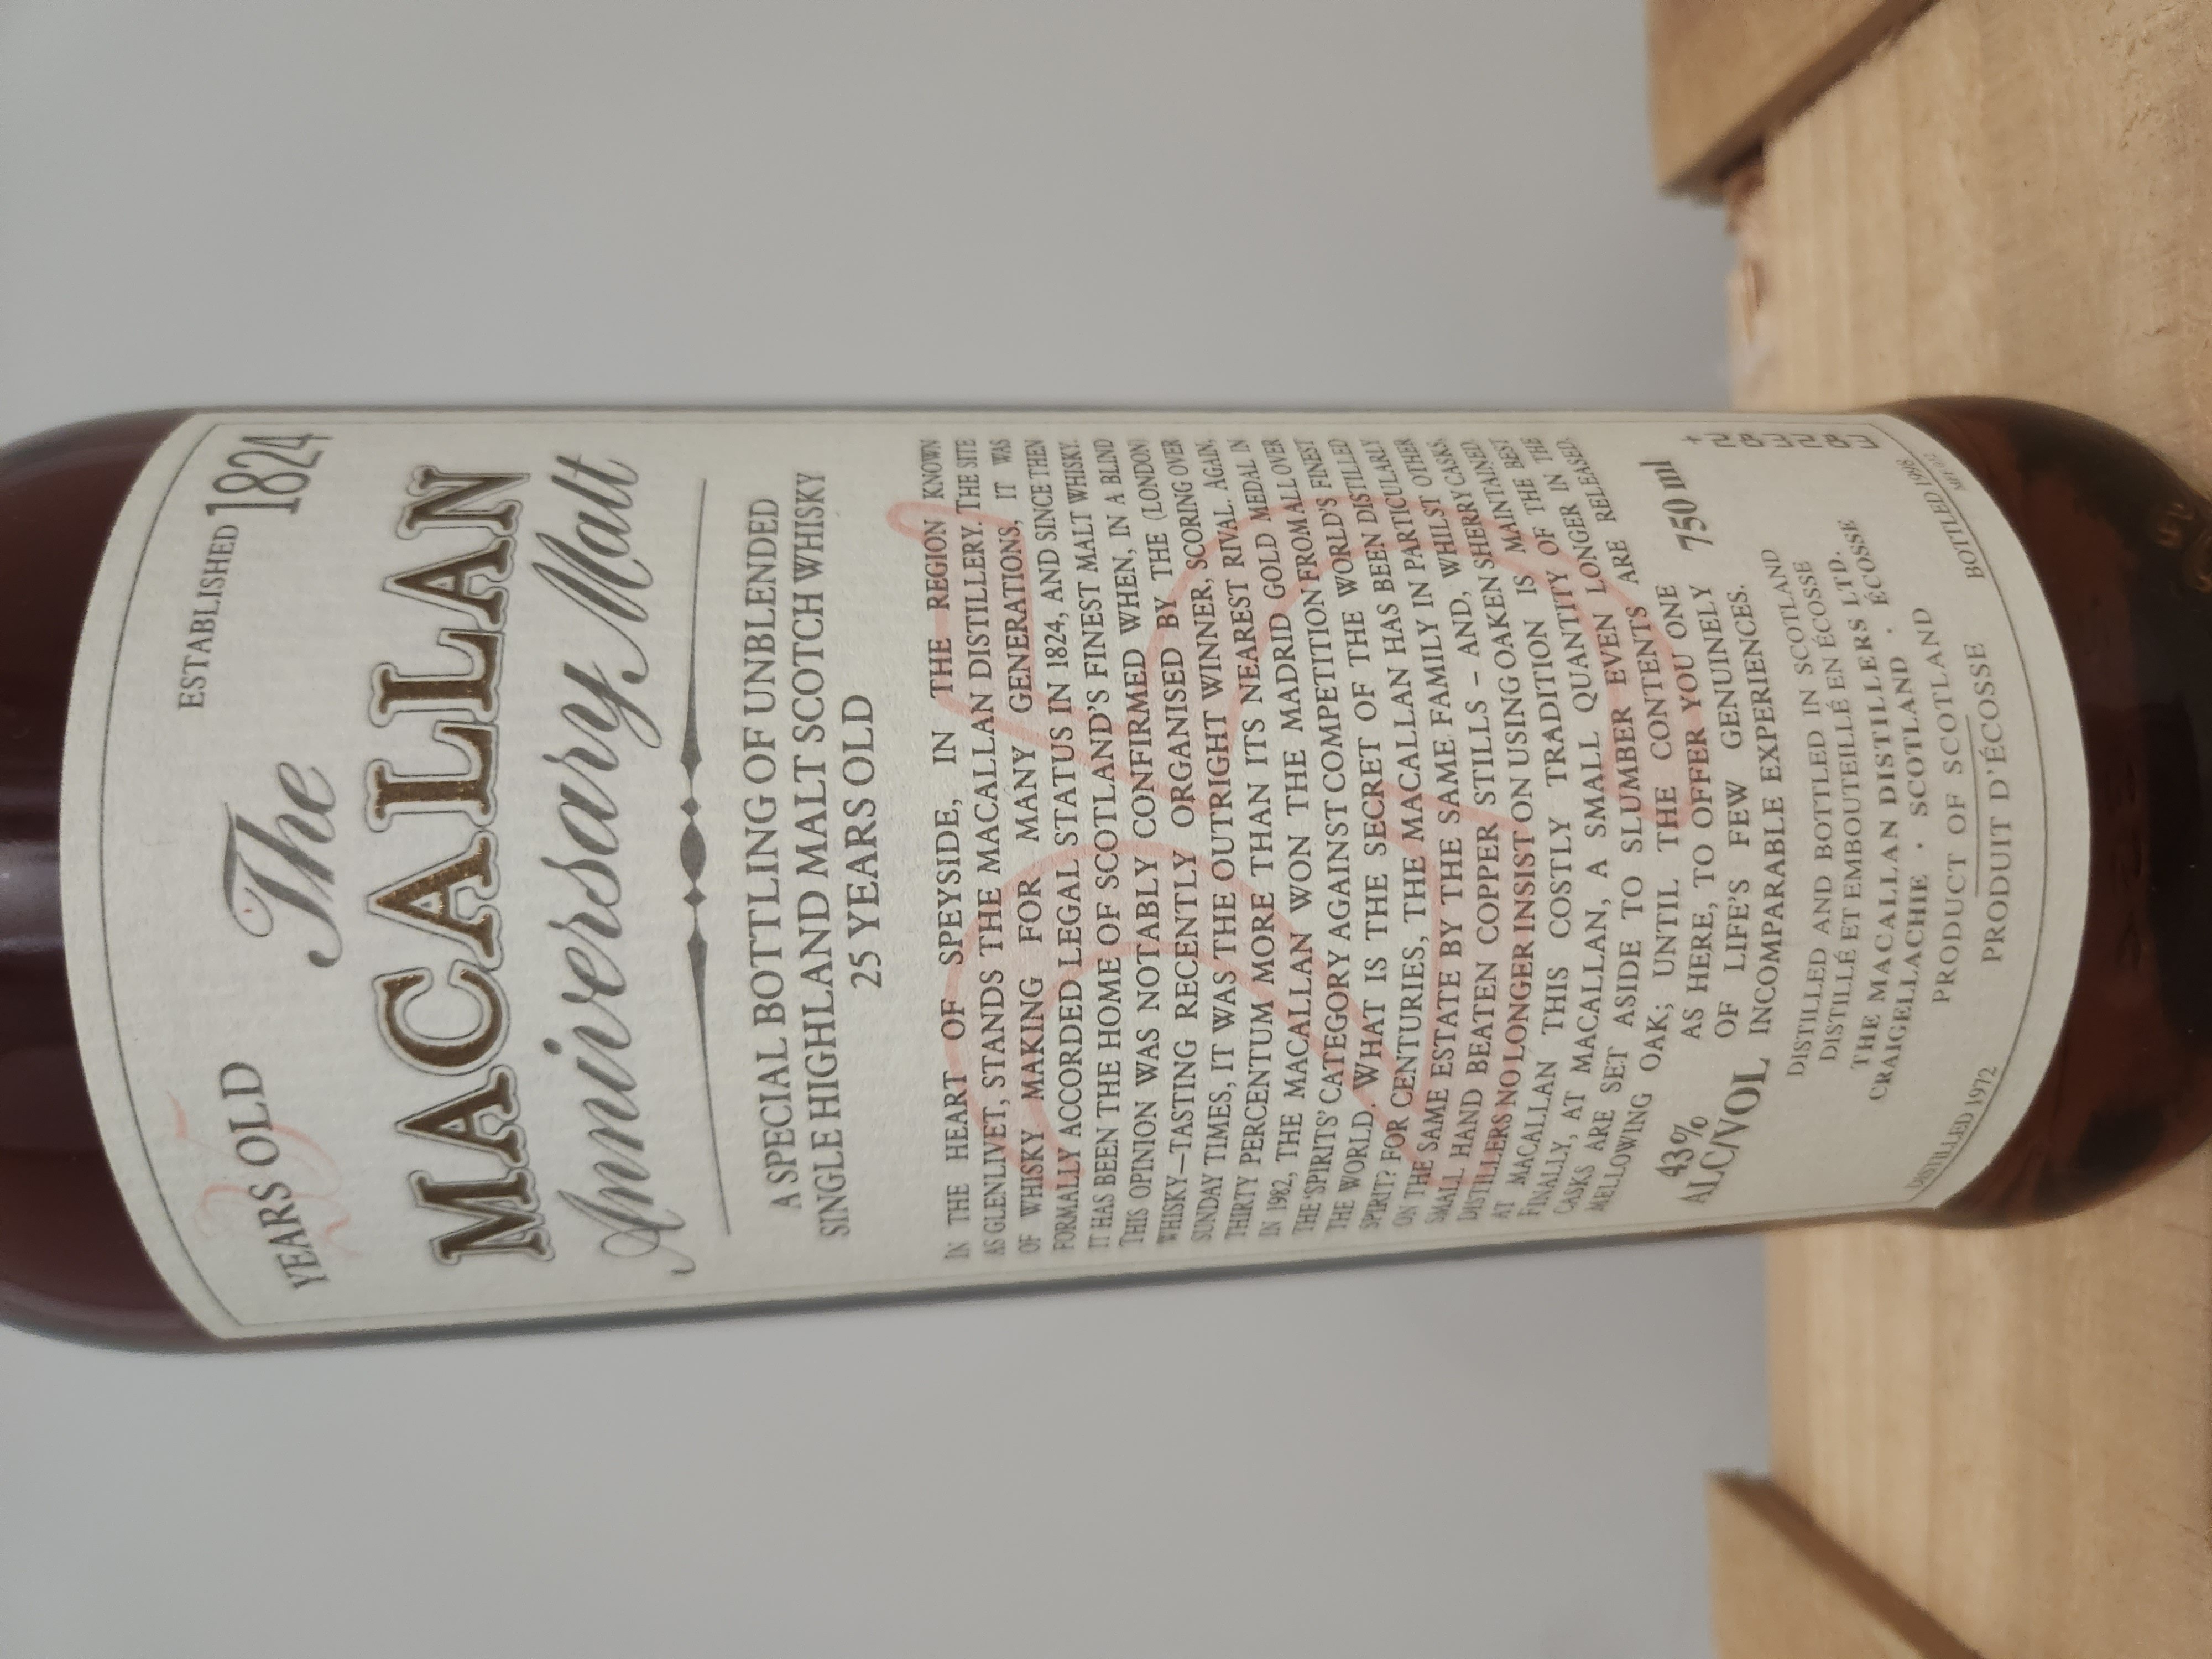 ESTABLISHED
25
YEARS OLD
The
1824
MACALLAN
Anniversary Malt
A SPECIAL BOTTLING OF UNBLENDED
SINGLE HIGHLAND MALT SCOTCH WHISKY
25 YEARS OLD
25
IN THE HEART OF SPEYSIDE, IN THE REGION KNOWN
AS GLENLIVET, STANDS THE MACALLAN DISTILLERY. THE SITE
OF WHISKY MAKING FOR MANY GENERATIONS, IT WAS
FORMALLY ACCORDED LEGAL STATUS IN 1824, AND SINCE THEN
IT HAS BEEN THE HOME OF SCOTLAND'S FINEST MALT WHISKY.
THIS OPINION WAS NOTABLY CONFIRMED WHEN, IN A BLIND
WHISKY–TASTING RECENTLY ORGANISED BY THE (LONDON)
SUNDAY TIMES, IT WAS THE OUTRIGHT WINNER, SCORING OVER
THIRTY PERCENTUM MORE THAN ITS NEAREST RIVAL. AGAIN,
IN 1982, THE MACALLAN WON THE MADRID GOLD MEDAL IN
THE 'SPIRITS' CATEGORY AGAINST COMPETITION FROM ALL OVER
THE WORLD. WHAT IS THE SECRET OF THE WORLD'S FINEST
SPIRIT? FOR CENTURIES, THE MACALLAN HAS BEEN DISTILLED
ON THE SAME ESTATE BY THE SAME FAMILY IN PARTICULARLY
SMALL HAND BEATEN COPPER STILLS – AND, WHILST OTHER
DISTILLERS NO LONGER INSIST ON USING OAKEN SHERRY CASKS,
AT MACALLAN THIS COSTLY TRADITION IS MAINTAINED.
FINALLY, AT MACALLAN, A SMALL QUANTITY OF THE BEST
CASKS ARE SET ASIDE TO SLUMBER EVEN LONGER IN THE
MELLOWING OAK; UNTIL THE CONTENTS ARE RELEASED,
AS HERE, TO OFFER YOU ONE
OF LIFE'S FEW GENUINELY
INCOMPARABLE EXPERIENCES.
43%
ALC/VOL
750 ml
DISTILLED AND BOTTLED IN SCOTLAND
DISTILLÉ ET EMBOUTEILLÉ EN ÉCOSSE
THE MACALLAN DISTILLERS LTD.
CRAIGELLACHIE · SCOTLAND · ÉCOSSE
PRODUCT OF SCOTLAND
PRODUIT D'ÉCOSSE
DISTILLED 1972
BOTTLED 1998